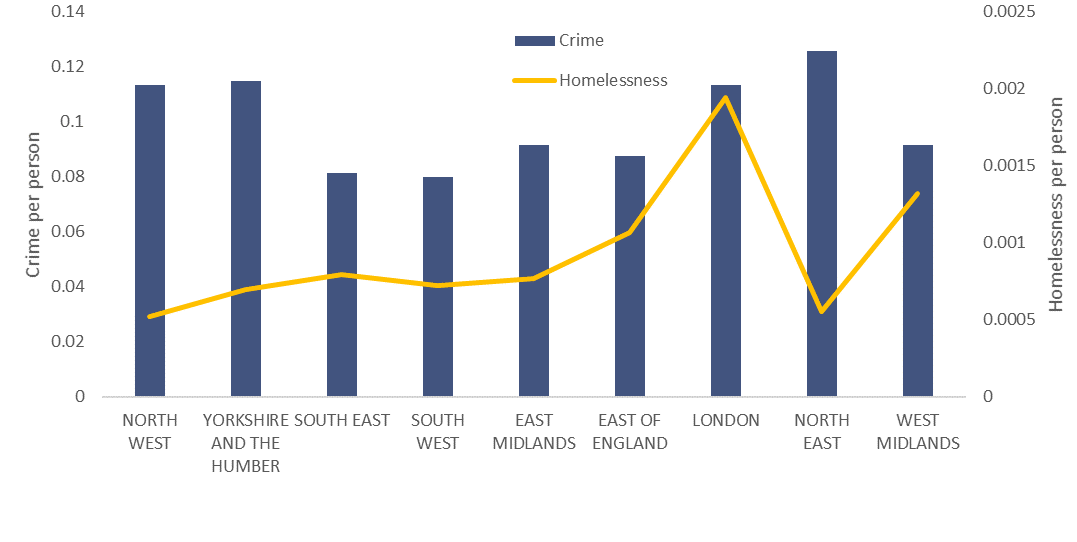 0.14
0.12
0.1
0.08
0.06
0.04
0.02
0
Crime per person
Crime
Homelessness
0.0025
0.002
0.0015
0.001
0.0005
0
Homelessness per person
NORTH
WEST
YORKSHIRE
AND THE
HUMBER
SOUTH EAST
SOUTH
WEST
EAST
MIDLANDS
EAST OF
ENGLAND
LONDON
NORTH
EAST
WEST
MIDLANDS